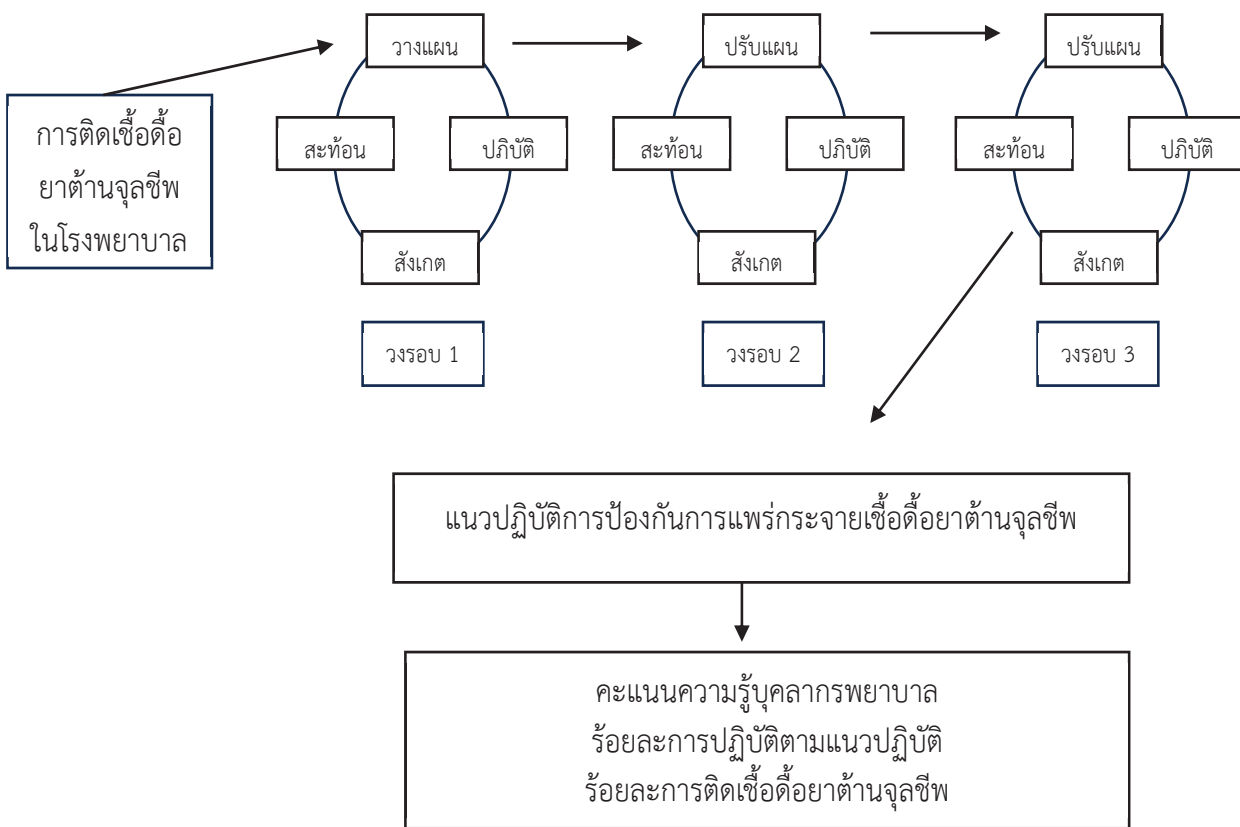 การติดเชื้อดื้อ
ยาต้านจุลชีพ
ในโรงพยาบาล
วางแผน
สะท้อน
ปภิบัติ
สังเกต
วงรอบ 1
ปรับแผน
สะท้อน
ปภิบัติ
สังเกต
วงรอบ 2
ปรับแผน
สะท้อน
ปภิบัติ
สังเกต
วงรอบ 3
แนวปฏิบัติการป้องกันการแพร่กระจายเชื้อดื้อยาต้านจุลชีพ
คะแนนความรู้บุคลากรพยาบาล
ร้อยละการปฏิบัติตามแนวปฏิบัติ
ร้อยละการติดเชื้อดื้อยาต้านจุลชีพ